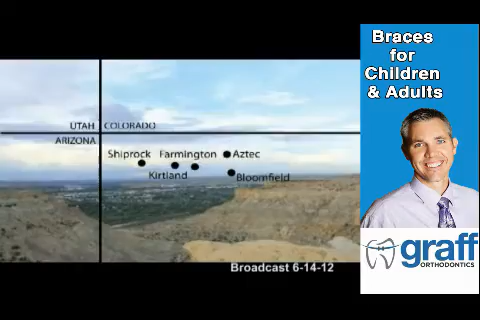 Braces
for
Children
& Adults
UTAH COLORADO
ARIZONA
Shiprock Farmington Aztec
Kirtland Bloomfield
Broadcast 6-14-12
graff
ORTHODONTICS